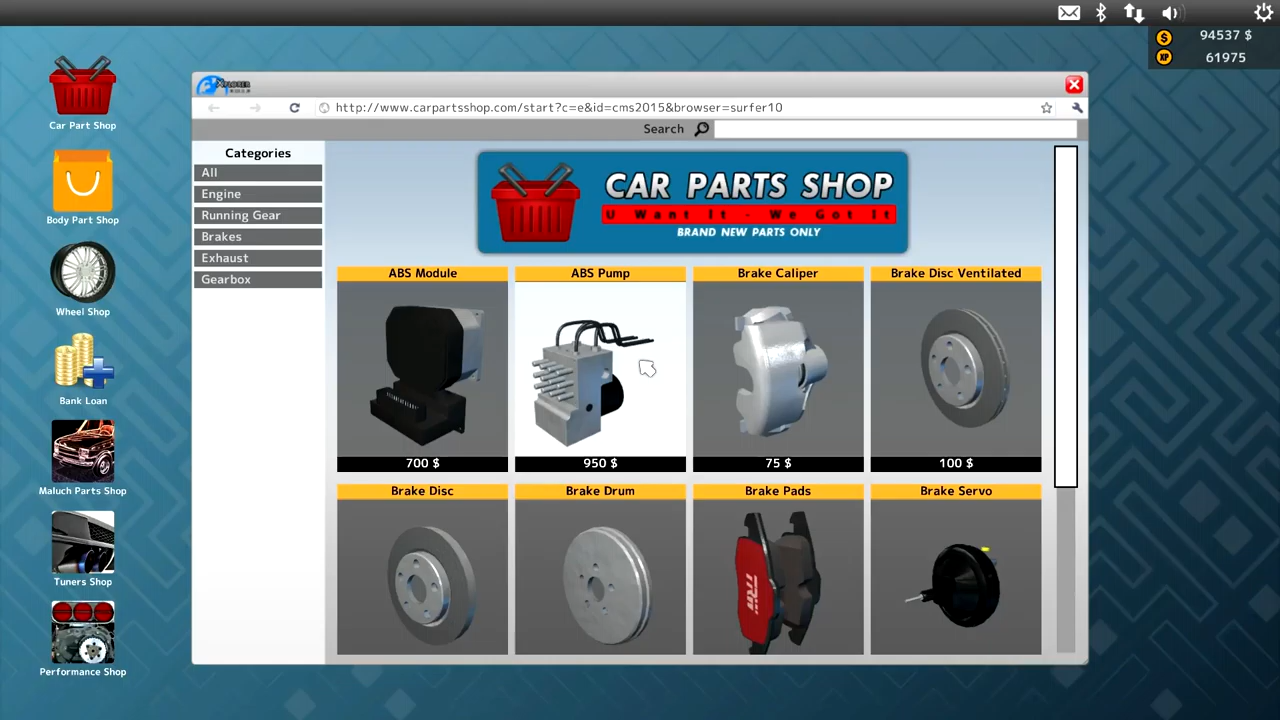 94537 $
61975
http://www.carpartsshop.com/start?c=e&id=cms2015&browser=surfer10
Search
Car Part Shop
Body Part Shop
Wheel Shop
Bank Loan
Maluch Parts Shop
Tuners Shop
Performance Shop
Categories
All
Engine
Running Gear
Brakes
Exhaust
Gearbox
CAR PARTS SHOP
U Want It - We Got It
BRAND NEW PARTS ONLY
ABS Module
ABS Pump
Brake Caliper
Brake Disc Ventilated
700 $
950 $
75 $
100 $
Brake Disc
Brake Drum
Brake Pads
Brake Servo
TRW
$
XP